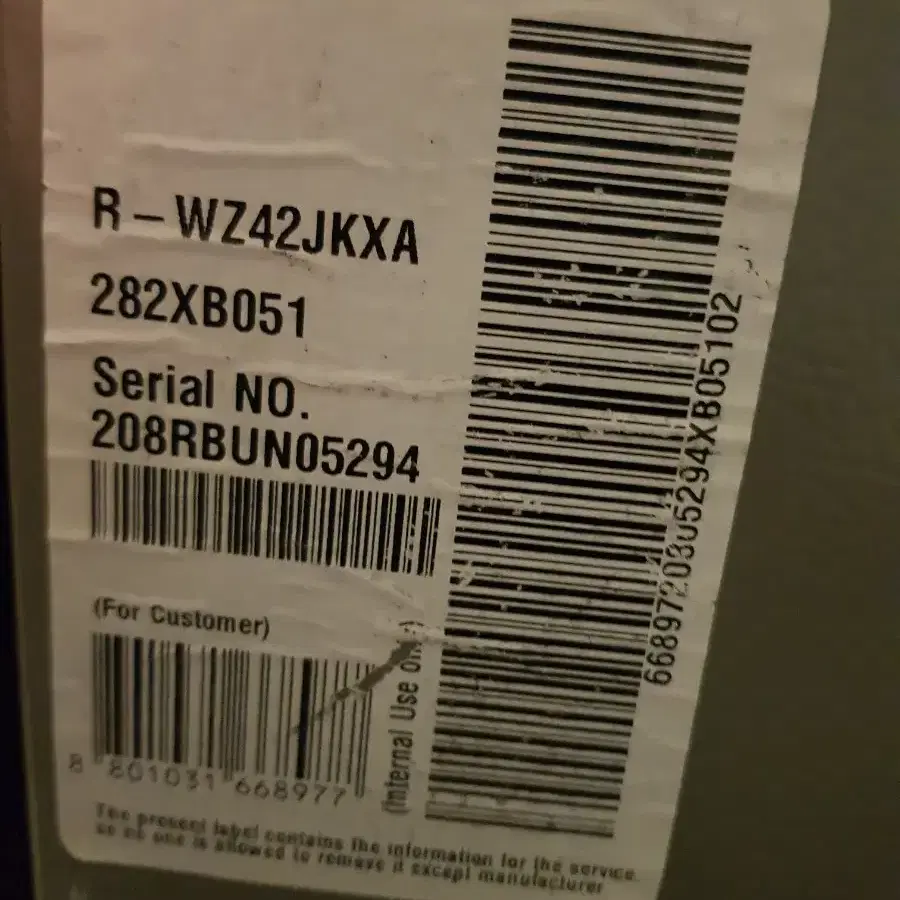 R-WZ42JKXA
282XB051
Serial NO.
208RBUN05294
(For Customer)
8 801031 668977
(Internal Use only)
The present label contains the information for the service.
so no one is allowed to remove it except manufacturer